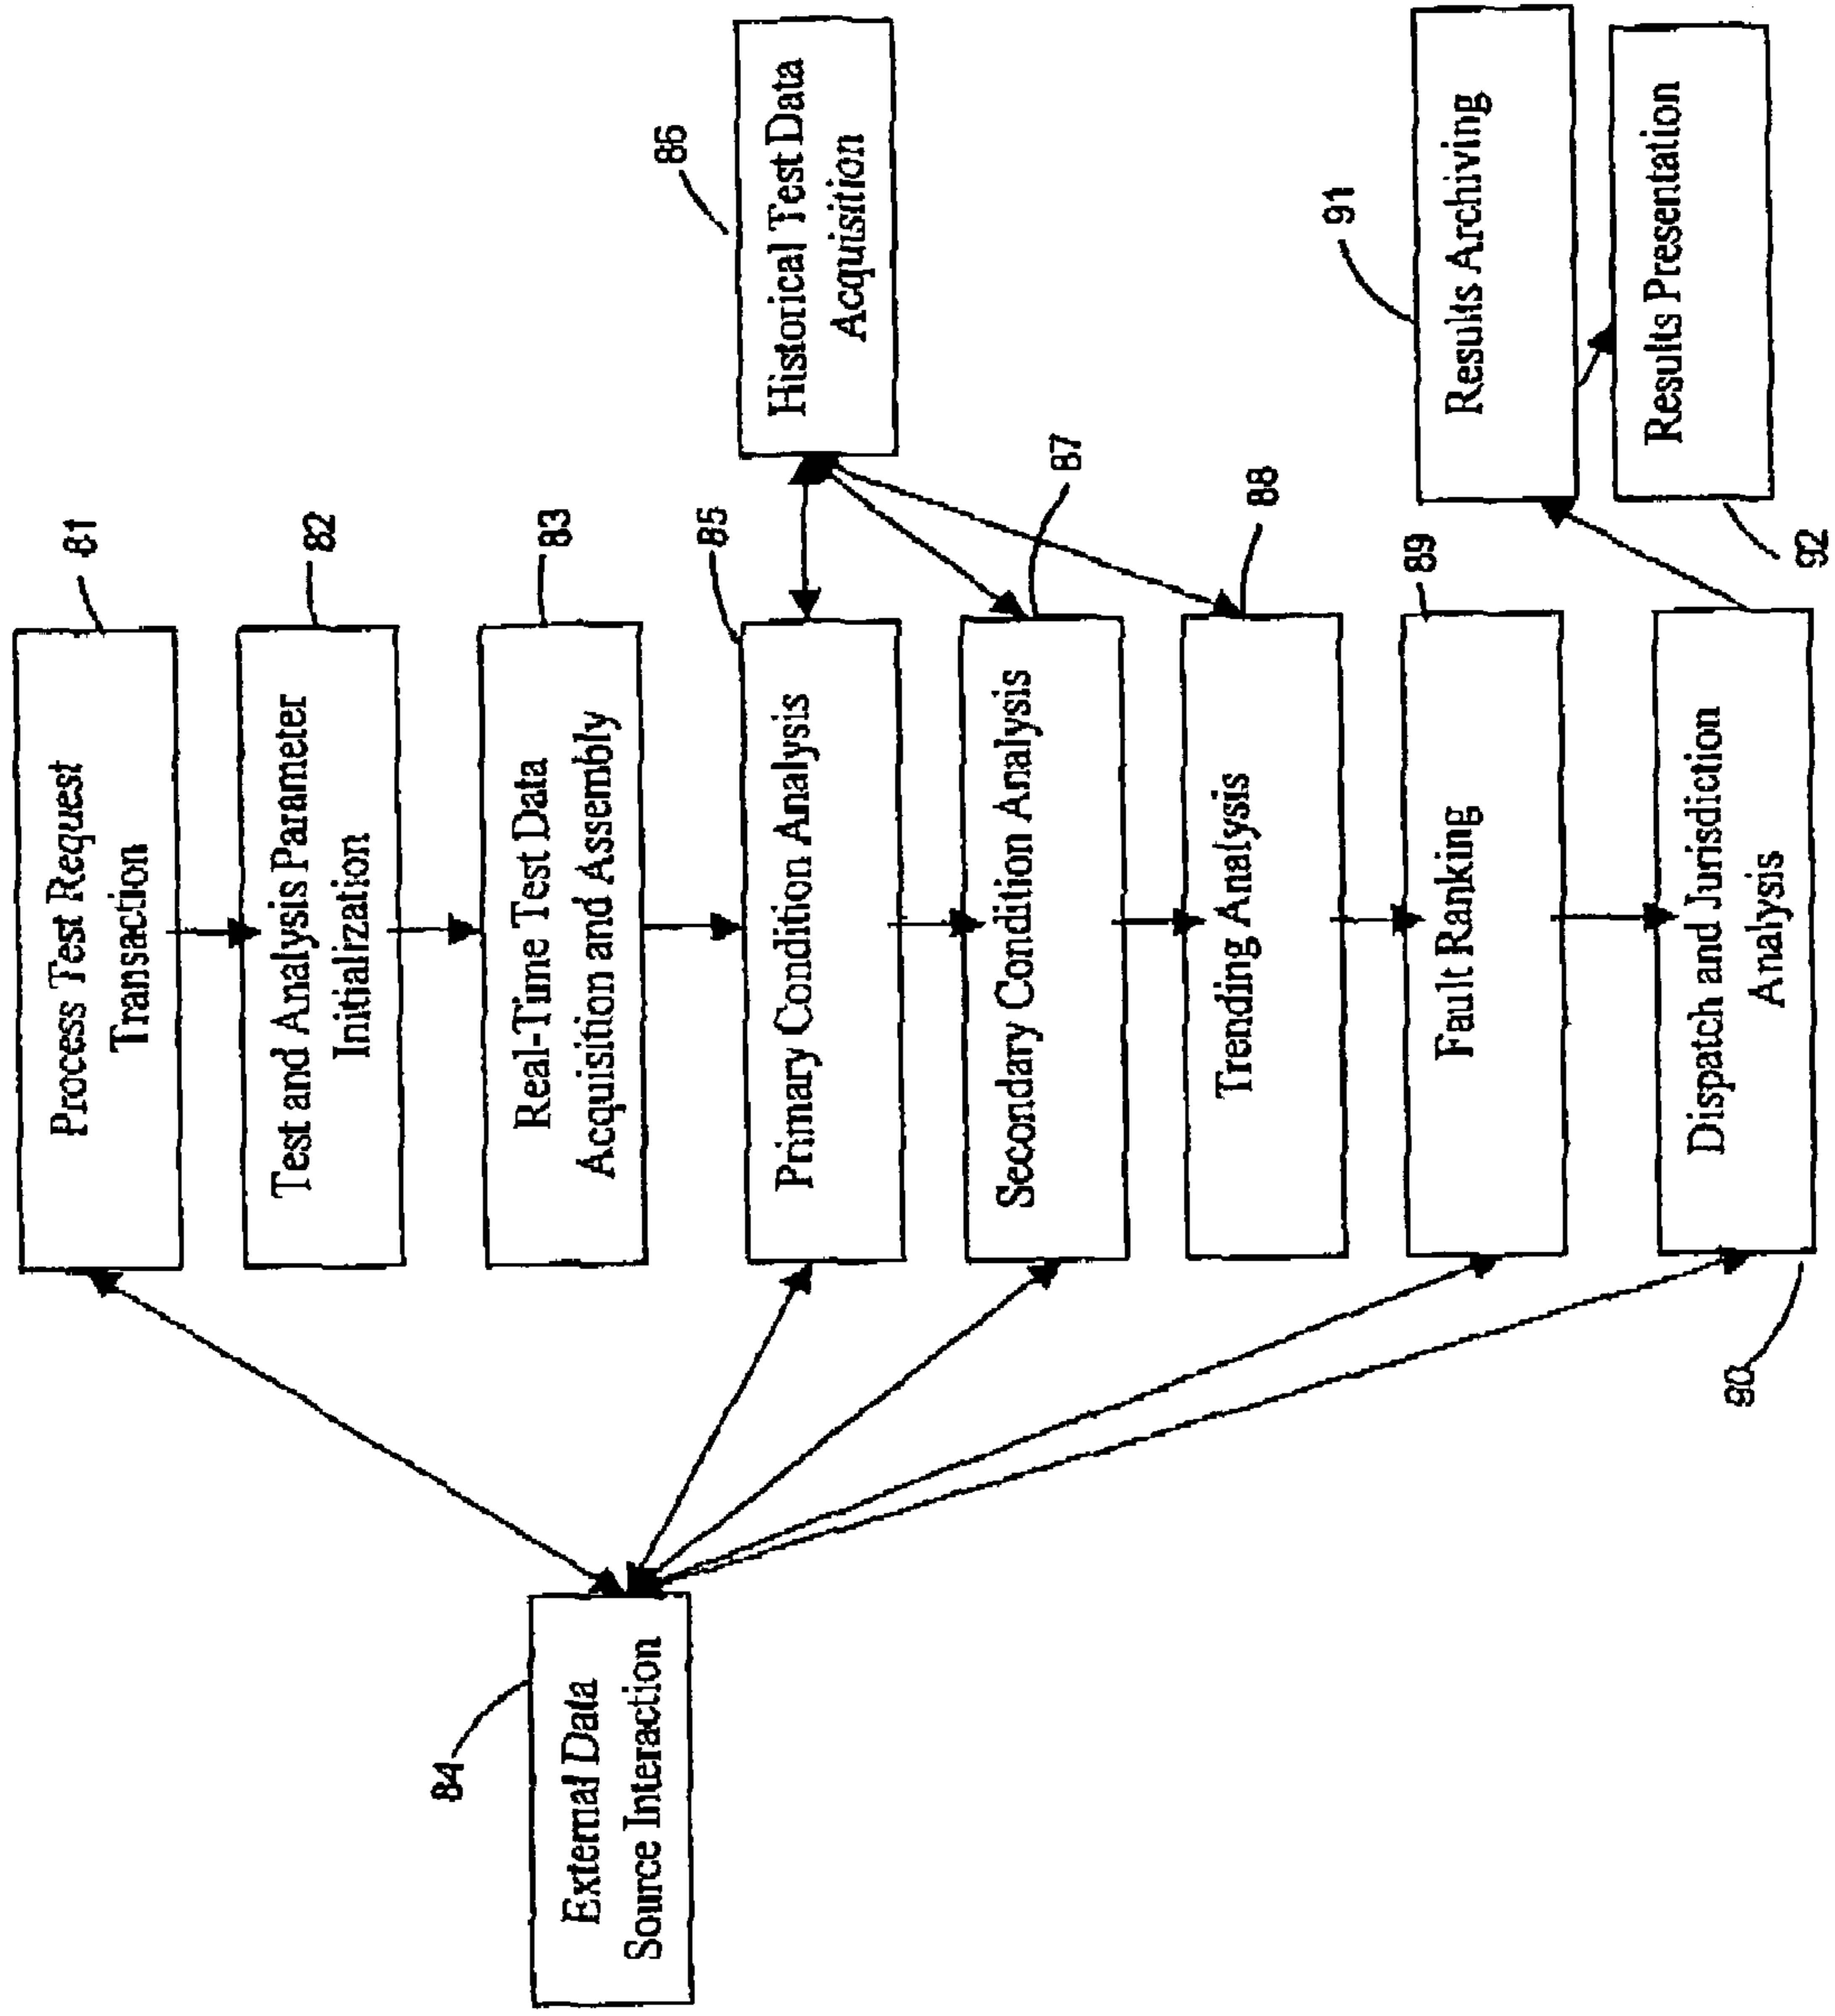 81
Process Test Request
Transaction
82
Test and Analysis Parameter
Initialization
83
Real-Time Test Data
Acquisition and Assembly
84
External Data
Source Interaction
85
Primary Condition Analysis
86
Historical Test Data
Acquisition
87
Secondary Condition Analysis
88
Trending Analysis
89
Fault Ranking
90
Dispatch and Jurisdiction
Analysis
91
Results Archiving
92
Results Presentation